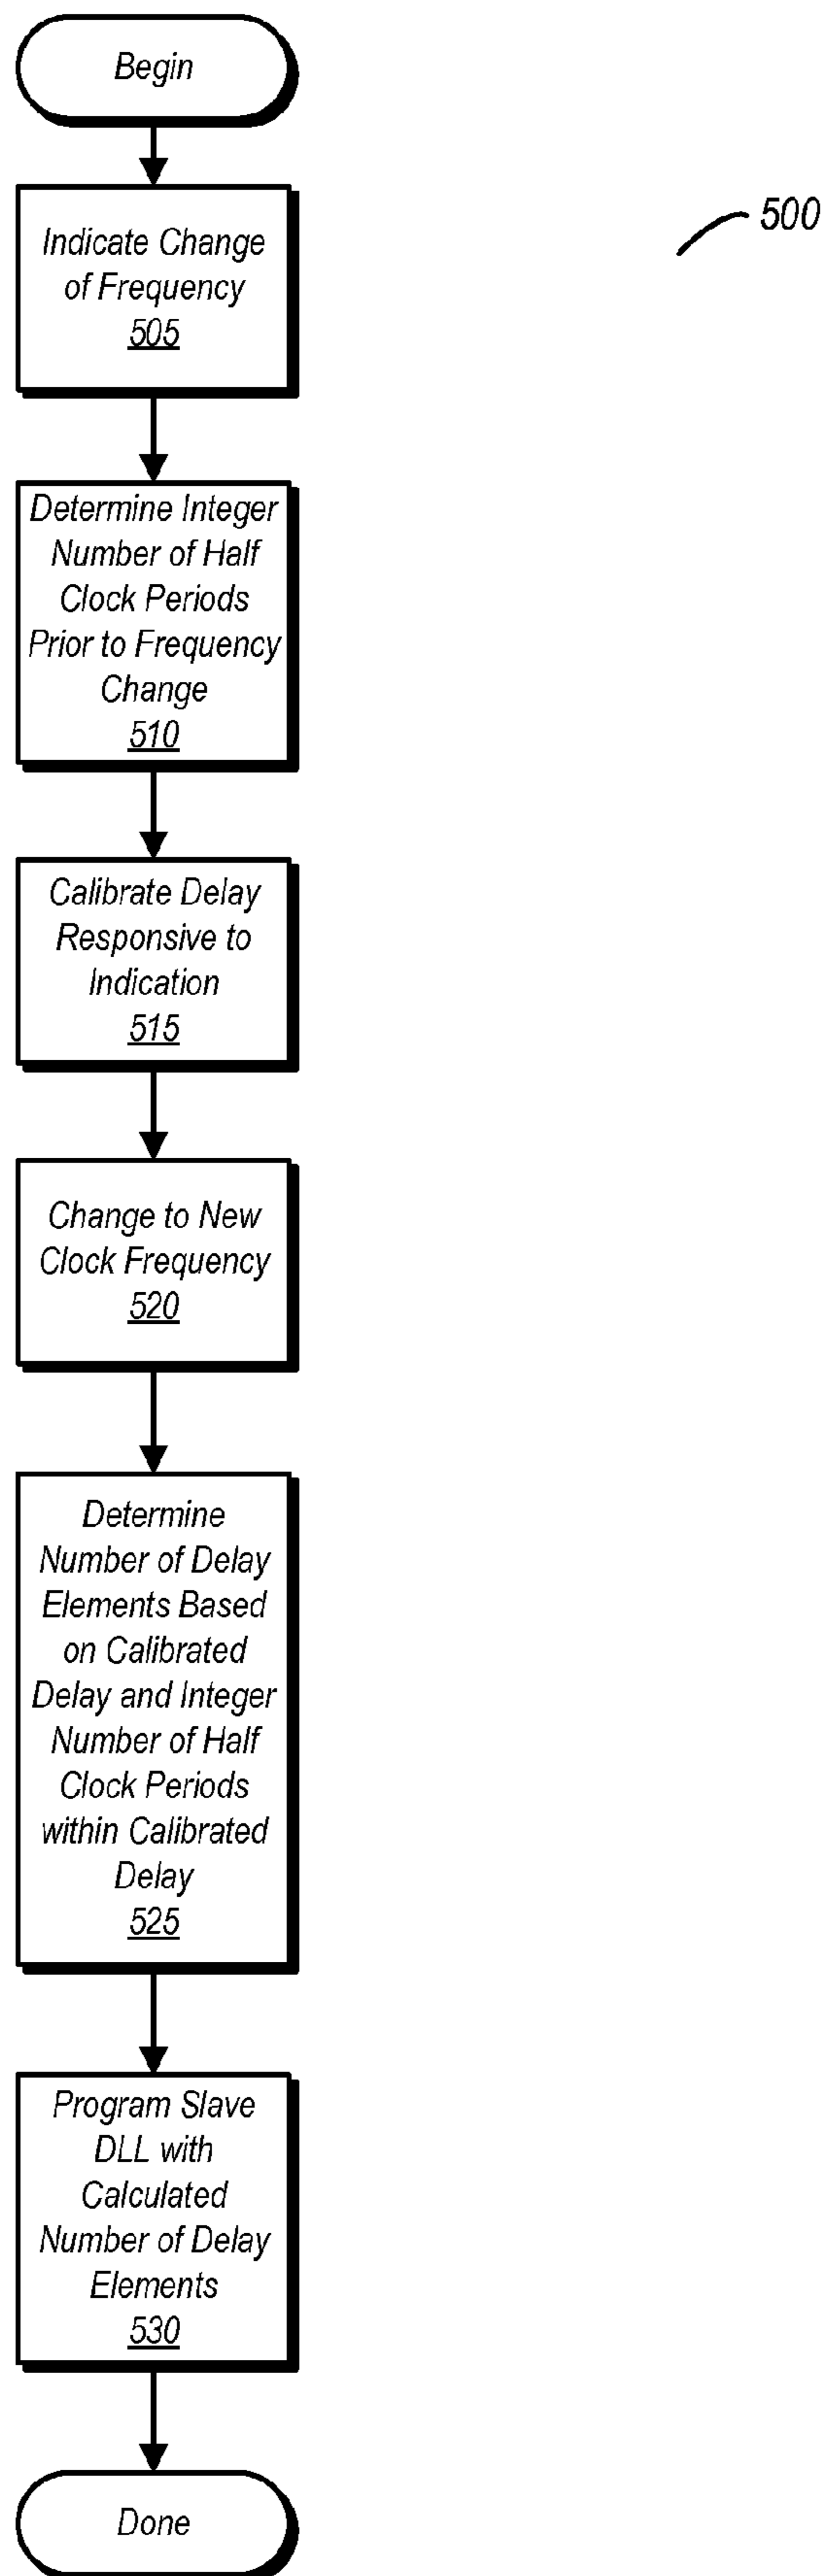 Begin
500
Indicate Change
of Frequency
505
Determine Integer
Number of Half
Clock Periods
Prior to Frequency
Change
510
Calibrate Delay
Responsive to
Indication
515
Change to New
Clock Frequency
520
Determine
Number of Delay
Elements Based
on Calibrated
Delay and Integer
Number of Half
Clock Periods
within Calibrated
Delay
525
Program Slave
DLL with
Calculated
Number of Delay
Elements
530
Done